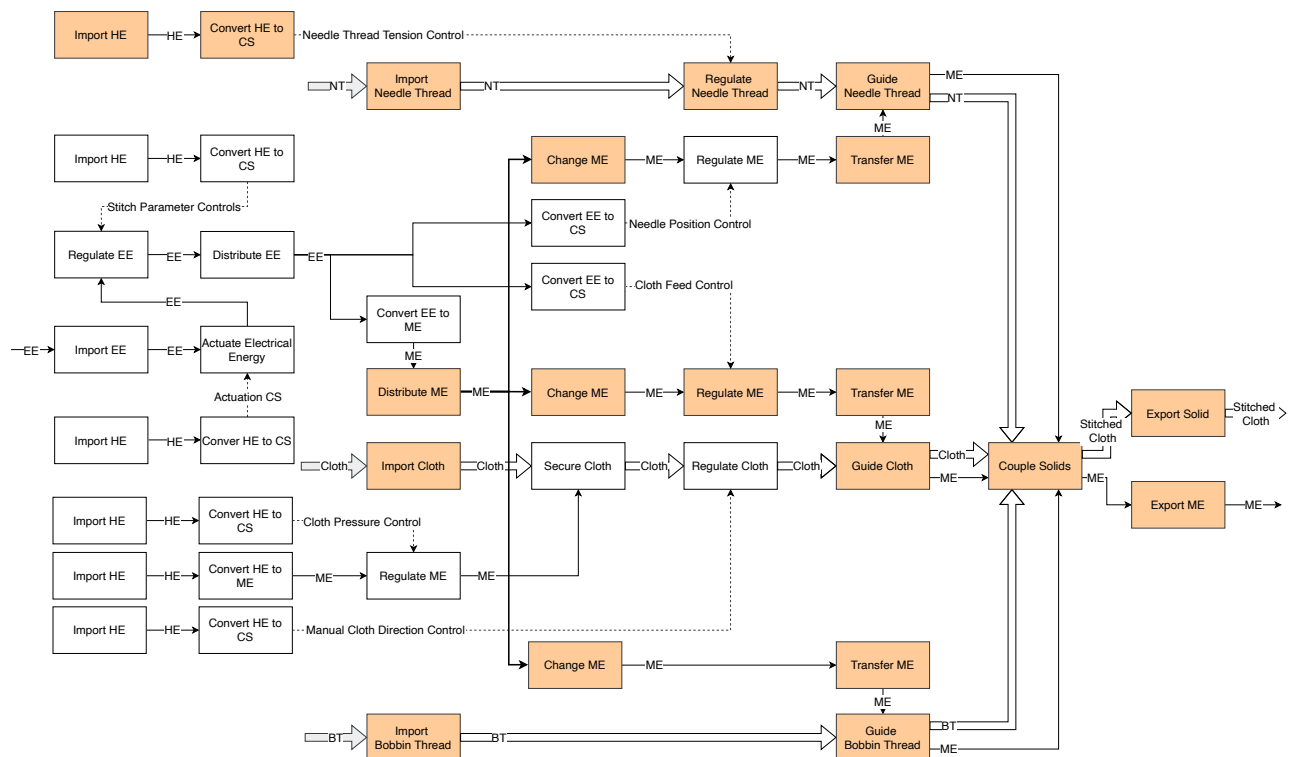 Import HE
HE
Convert HE to
CS
Needle Thread Tension Control
NT
Import
Needle Thread
NT
Regulate
Needle Thread
NT
Guide
Needle Thread
ME
NT
ME
Import HE
HE
Convert HE to
CS
Change ME
ME
Regulate ME
ME
Transfer ME
Stitch Parameter Controls
Convert EE to
CS
Needle Position Control
Regulate EE
EE
Distribute EE
EE
Convert EE to
CS
Cloth Feed Control
EE
Convert EE to
ME
EE
Import EE
EE
Actuate Electrical
Energy
ME
Actuation CS
Distribute ME
ME
Change ME
ME
Regulate ME
ME
Transfer ME
ME
Import HE
HE
Conver HE to CS
Cloth
Import Cloth
Cloth
Secure Cloth
Cloth
Regulate Cloth
Cloth
Guide Cloth
Cloth
ME
Couple Solids
Stitched
Cloth
Export Solid
Stitched
Cloth
ME
Export ME
ME
Import HE
HE
Convert HE to
CS
Cloth Pressure Control
Import HE
HE
Convert HE to
ME
ME
Regulate ME
ME
Import HE
HE
Convert HE to
CS
Manual Cloth Direction Control
Change ME
ME
Transfer ME
ME
BT
Import
Bobbin Thread
BT
Guide
Bobbin Thread
BT
ME